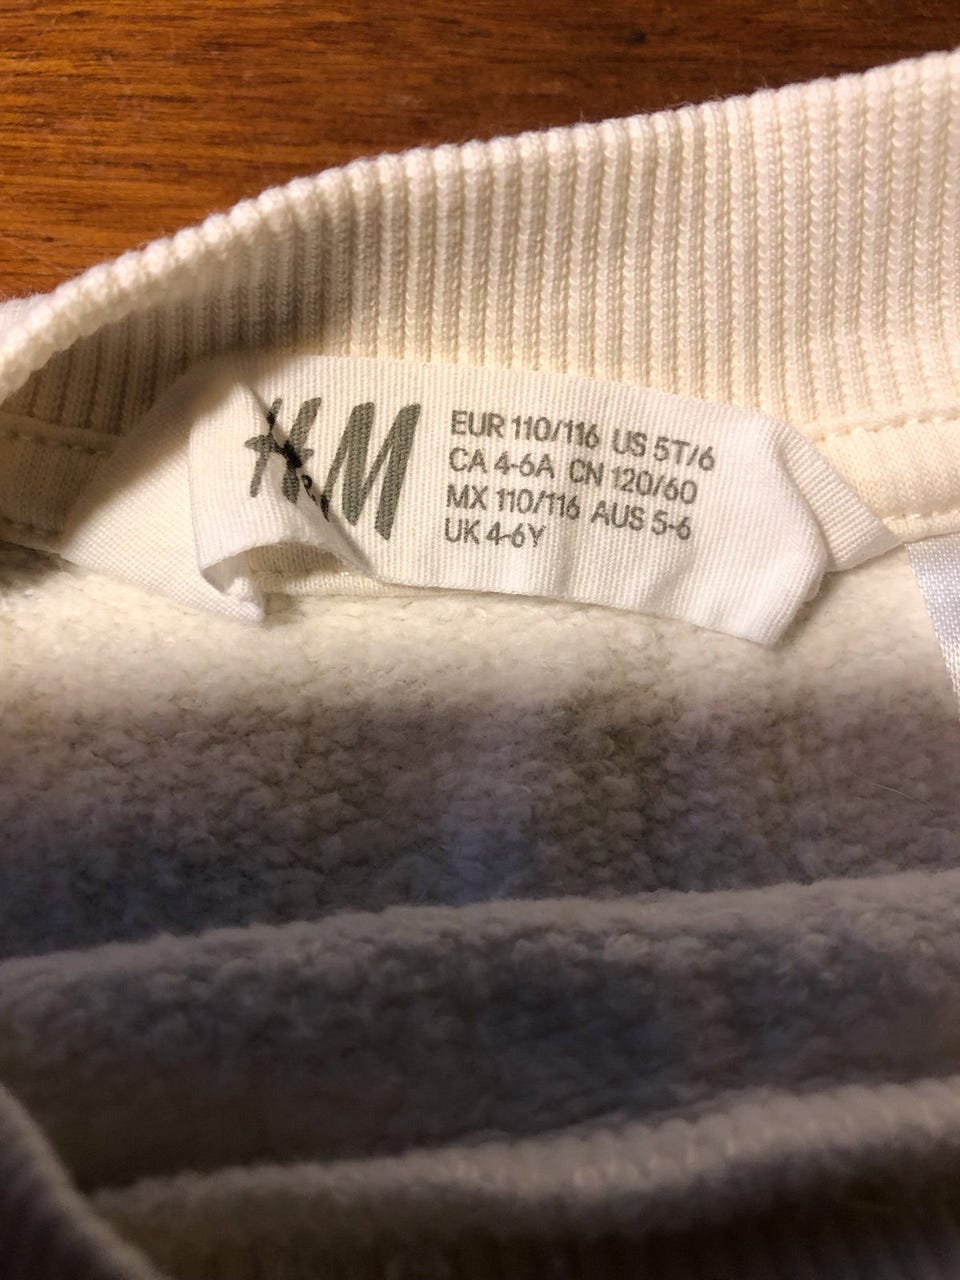 H&M
EUR 110/116 US 5T/6
CA 4-6A CN 120/60
MX 110/116 AUS 5-6
UK 4-6Y